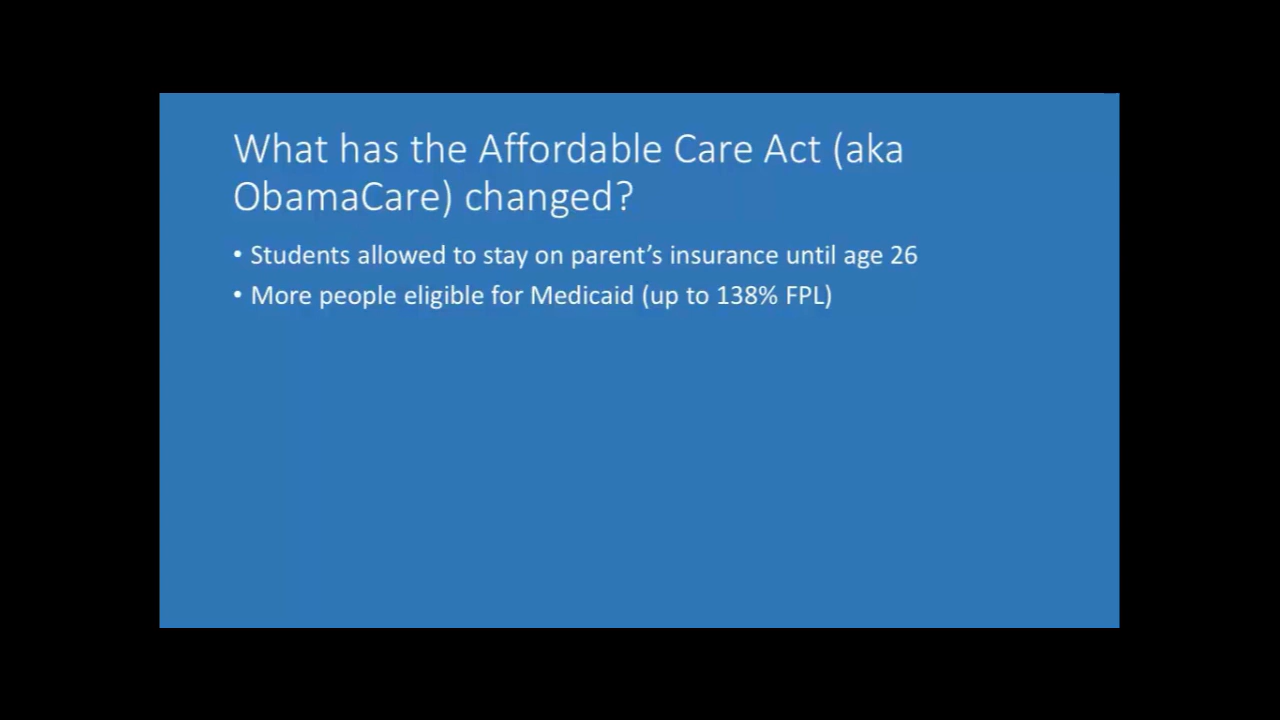 What has the Affordable Care Act (aka
ObamaCare) changed?
• Students allowed to stay on parent’s insurance until age 26
• More people eligible for Medicaid (up to 138% FPL)